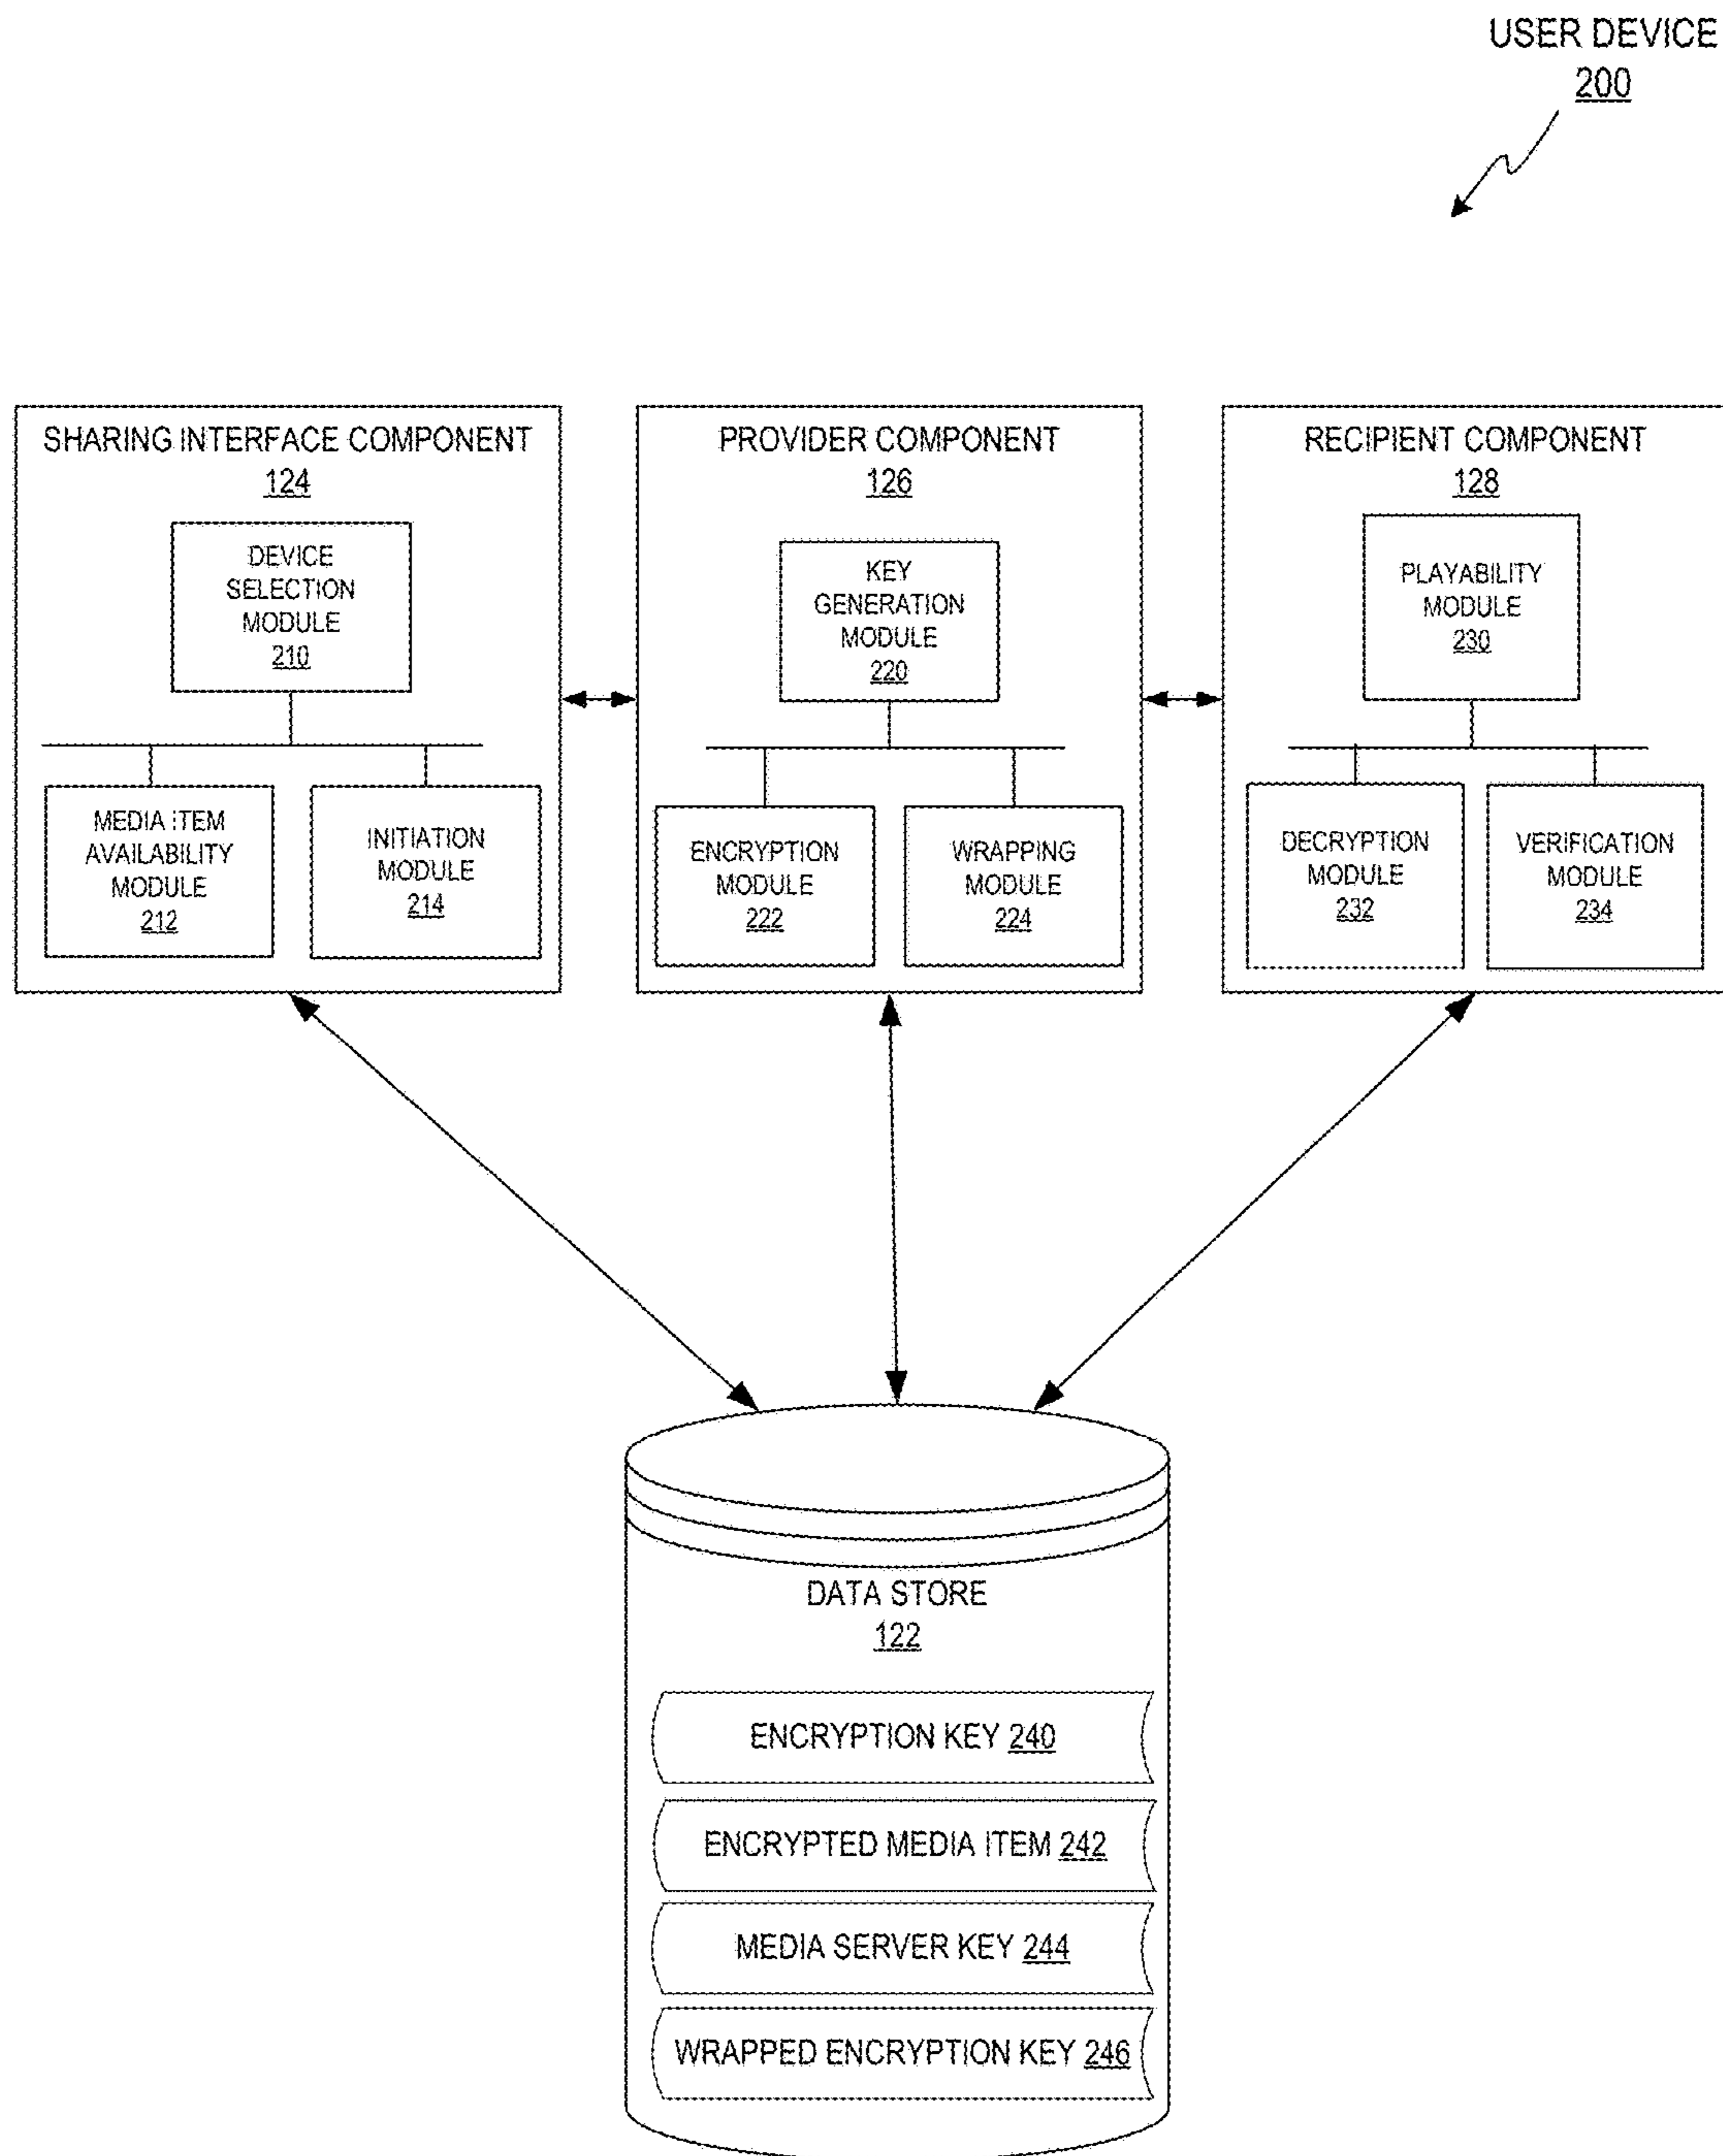 USER DEVICE
200
SHARING INTERFACE COMPONENT
124
DEVICE
SELECTION
MODULE
210
MEDIA ITEM
AVAILABILITY
MODULE
212
INITIATION
MODULE
214
PROVIDER COMPONENT
126
KEY
GENERATION
MODULE
220
ENCRYPTION
MODULE
222
WRAPPING
MODULE
224
RECIPIENT COMPONENT
128
PLAYABILITY
MODULE
230
DECRYPTION
MODULE
232
VERIFICATION
MODULE
234
DATA STORE
122
ENCRYPTION KEY 240
ENCRYPTED MEDIA ITEM 242
MEDIA SERVER KEY 244
WRAPPED ENCRYPTION KEY 246